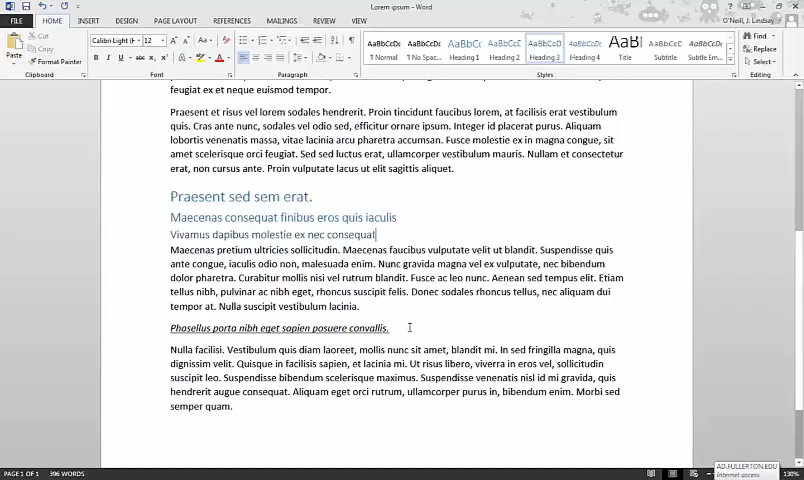 Lorem ipsum - Word
FILE HOME INSERT DESIGN PAGE LAYOUT REFERENCES MAILINGS REVIEW VIEW O'Neill, J. Lindsay
Cut
Copy
Paste
Format Painter
Clipboard
Calibri Light (H 12
B I U abc
Font
Paragraph
AaBbCcDc AaBbCcDc AaBbCc AaBbCcD AaBbCcD AaBbCcD AaBI AaBbCcD AaBbCcDc
¶ Normal ¶ No Spac... Heading 1 Heading 2 Heading 3 Heading 4 Title Subtitle Subtle Em...
Styles
Find
Replace
Select
Editing
feugiat ex et neque euismod tempor.
Praesent et risus vel lorem sodales hendrerit. Proin tincidunt faucibus lorem, at facilisis erat vestibulum
quis. Cras ante nunc, sodales vel odio sed, efficitur ornare ipsum. Integer id placerat purus. Aliquam
lobortis venenatis massa, vitae lacinia arcu pharetra accumsan. Fusce molestie ex in magna congue, sit
amet scelerisque orci feugiat. Sed sed luctus erat, ullamcorper vestibulum mauris. Nullam et consectetur
erat, non cursus ante. Proin vulputate lacus ut elit sagittis aliquet.
Praesent sed sem erat.
Maecenas consequat finibus eros quis iaculis
Vivamus dapibus molestie ex nec consequat
Maecenas pretium ultricies sollicitudin. Maecenas faucibus vulputate velit ut blandit. Suspendisse quis
ante congue, iaculis odio non, malesuada enim. Nunc gravida magna vel ex vulputate, nec bibendum
dolor pharetra. Curabitur mollis nisi vel rutrum blandit. Fusce ac leo nunc. Aenean sed tempus elit. Etiam
tellus nibh, pulvinar ac nibh eget, rhoncus suscipit felis. Donec sodales rhoncus tellus, nec aliquam dui
tempor at. Nulla suscipit vestibulum lacinia.
Phasellus porta nibh eget sapien posuere convallis.
Nulla facilisi. Vestibulum quis diam laoreet, mollis nunc sit amet, blandit mi. In sed fringilla magna, quis
dignissim velit. Quisque in facilisis sapien, et lacinia mi. Ut risus libero, viverra in eros vel, sollicitudin
suscipit leo. Suspendisse bibendum scelerisque maximus. Suspendisse venenatis nisl id mi gravida, quis
hendrerit augue consequat. Aliquam eget orci rutrum, ullamcorper purus in, bibendum enim. Morbi sed
semper quam.
AD.FULLERTON.EDU
Internet access
PAGE 1 OF 1 396 WORDS 130%